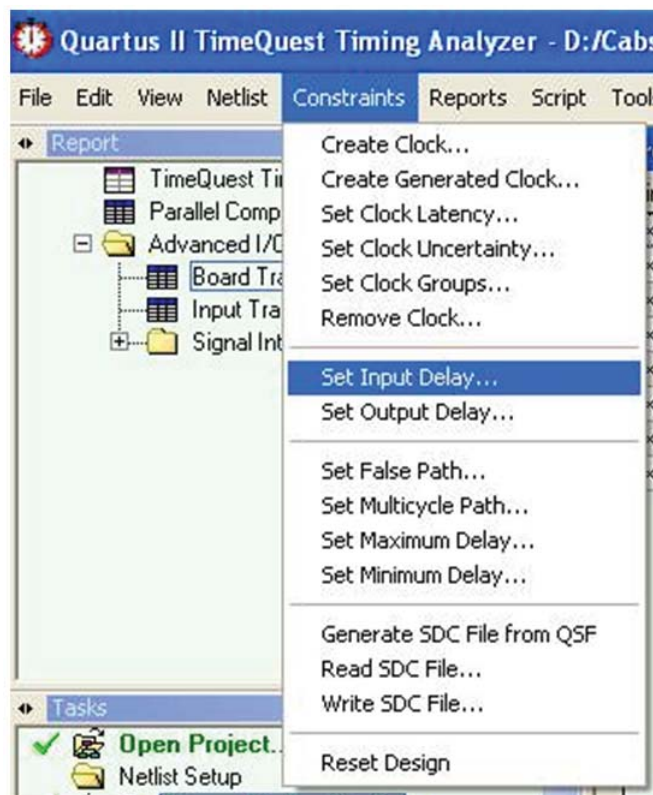 Quartus II TimeQuest Timing Analyzer - D:/Cabs
File Edit View Netlist Constraints Reports Script Tool
Report
TimeQuest Ti
Parallel Comp
Advanced I/O
Board Tra
Input Tra
Signal Int
Create Clock...
Create Generated Clock...
Set Clock Latency...
Set Clock Uncertainty...
Set Clock Groups...
Remove Clock...
Set Input Delay...
Set Output Delay...
Set False Path...
Set Multicycle Path...
Set Maximum Delay...
Set Minimum Delay...
Generate SDC File from QSF
Read SDC File...
Write SDC File...
Reset Design
Tasks
Open Project..
Netlist Setup